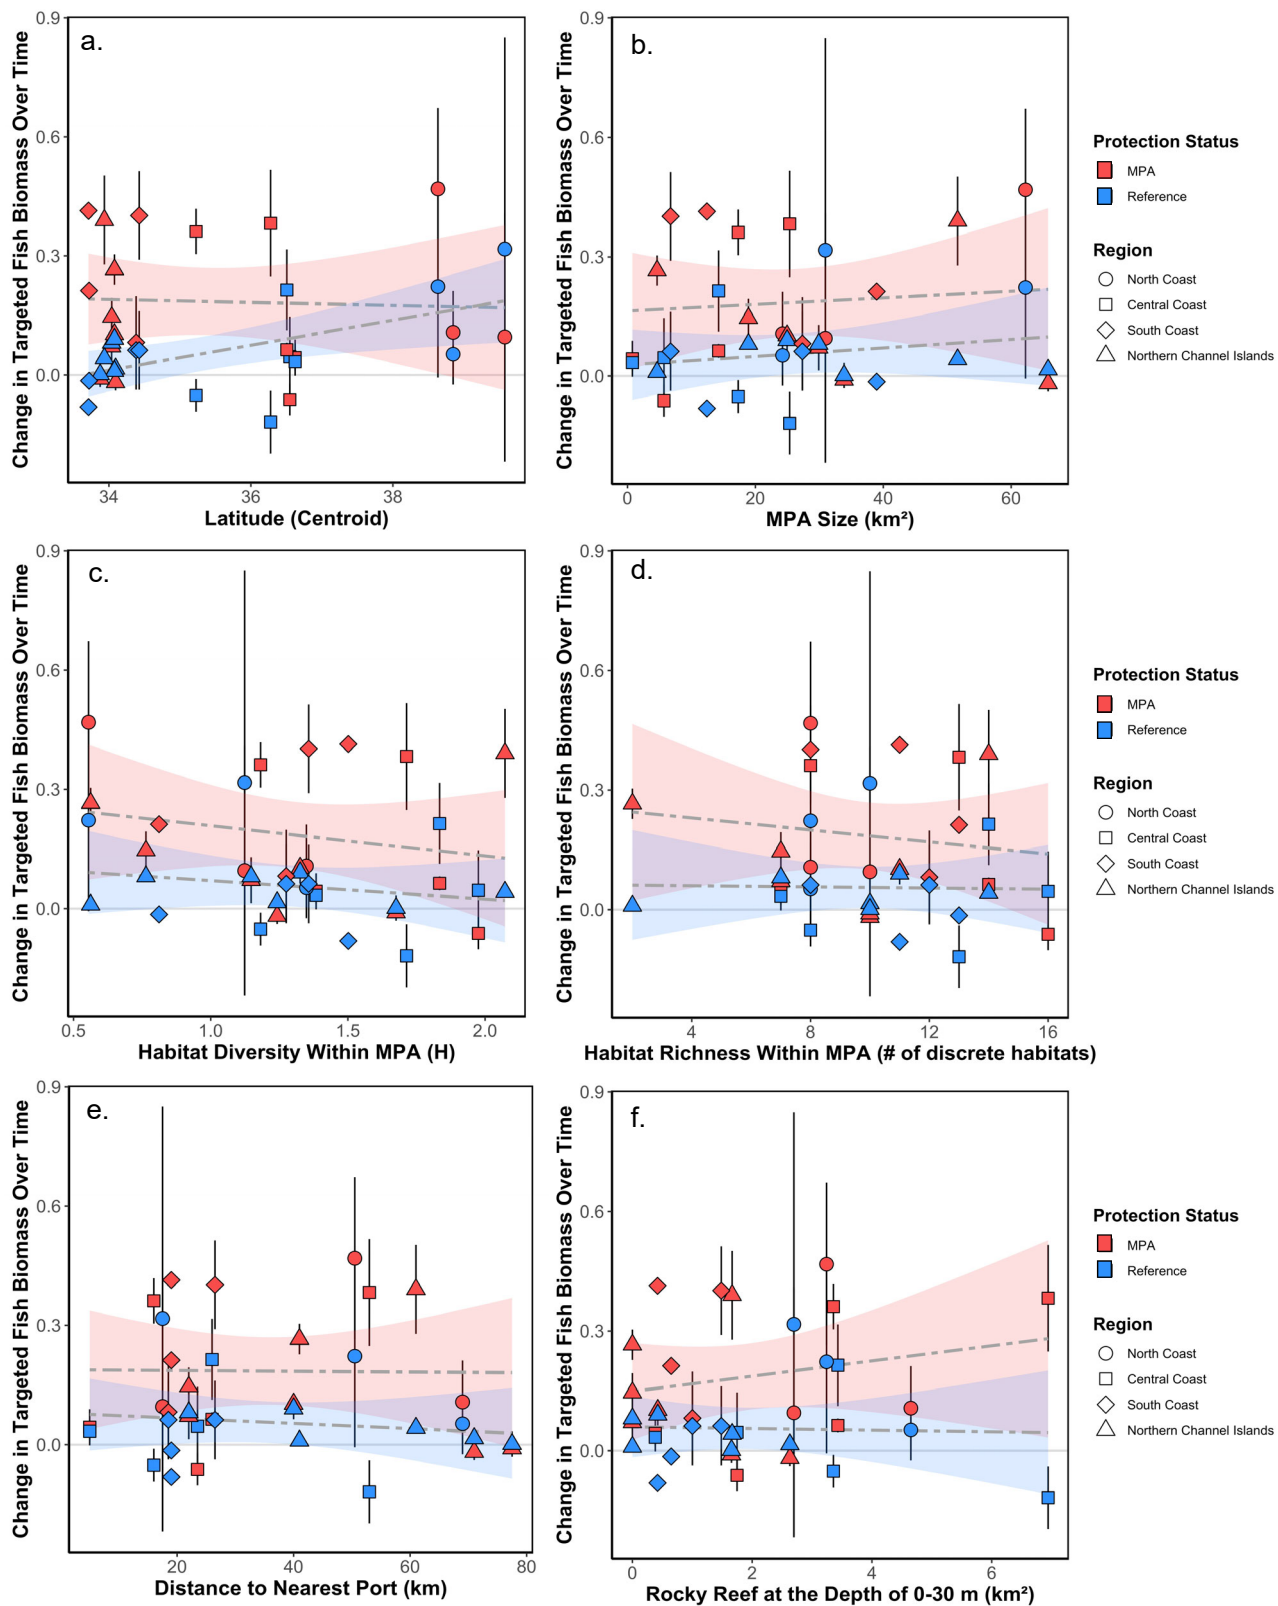 a.
Change in Targeted Fish Biomass Over Time
0.9
0.6
0.3
0.0
34
36
38
Latitude (Centroid)
b.
Change in Targeted Fish Biomass Over Time
0.9
0.6
0.3
0.0
0
20
40
60
MPA Size (km²)
Protection Status
MPA
Reference
Region
North Coast
Central Coast
South Coast
Northern Channel Islands
c.
Change in Targeted Fish Biomass Over Time
0.9
0.6
0.3
0.0
0.5
1.0
1.5
2.0
Habitat Diversity Within MPA (H)
d.
Change in Targeted Fish Biomass Over Time
0.9
0.6
0.3
0.0
4
8
12
16
Habitat Richness Within MPA (# of discrete habitats)
Protection Status
MPA
Reference
Region
North Coast
Central Coast
South Coast
Northern Channel Islands
e.
Change in Targeted Fish Biomass Over Time
0.9
0.6
0.3
0.0
20
40
60
80
Distance to Nearest Port (km)
f.
Change in Targeted Fish Biomass Over Time
0.9
0.6
0.3
0.0
0
2
4
6
Rocky Reef at the Depth of 0-30 m (km²)
Protection Status
MPA
Reference
Region
North Coast
Central Coast
South Coast
Northern Channel Islands